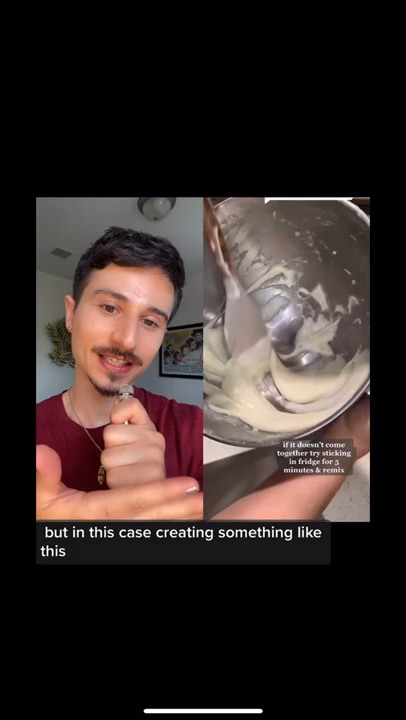 if it doesn't come
together try sticking
in fridge for 5
minutes & remix
but in this case creating something like
this